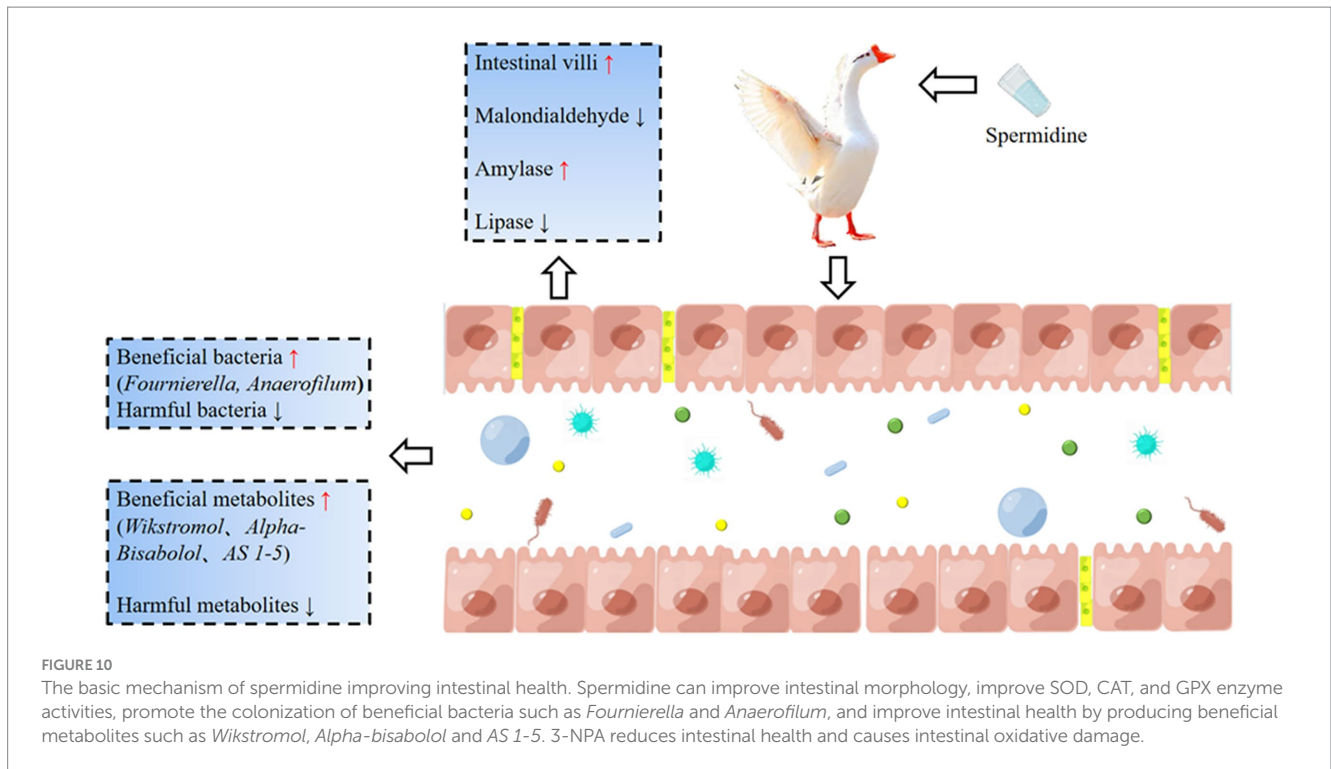 Intestinal villi ↑
Malondialdehyde ↓
Amylase ↑
Lipase ↓
Spermidine
Beneficial bacteria ↑
(Fournierella, Anaerofilum)
Harmful bacteria ↓
Beneficial metabolites ↑
(Wikstromol、Alpha-
Bisabolol、AS 1-5)
Harmful metabolites ↓
FIGURE 10
The basic mechanism of spermidine improving intestinal health. Spermidine can improve intestinal morphology, improve SOD, CAT, and GPX enzyme
activities, promote the colonization of beneficial bacteria such as Fournierella and Anaerofilum, and improve intestinal health by producing beneficial
metabolites such as Wikstromol, Alpha-bisabolol and AS 1-5. 3-NPA reduces intestinal health and causes intestinal oxidative damage.